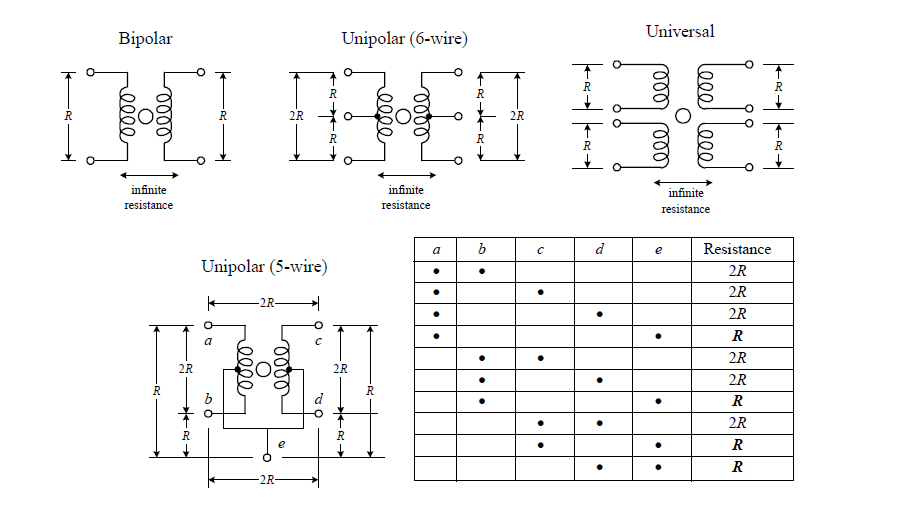 Bipolar
R
R
infinite
resistance
Unipolar (6-wire)
2R
R
R
R
R
2R
infinite
resistance
Universal
R
R
R
R
infinite
resistance
Unipolar (5-wire)
2R
a
c
2R
2R
R
R
b
d
R
R
e
2R
a b c d e Resistance
• • 2R
• • 2R
• • 2R
• • R
• • 2R
• • 2R
• • R
• • 2R
• • R
• • R